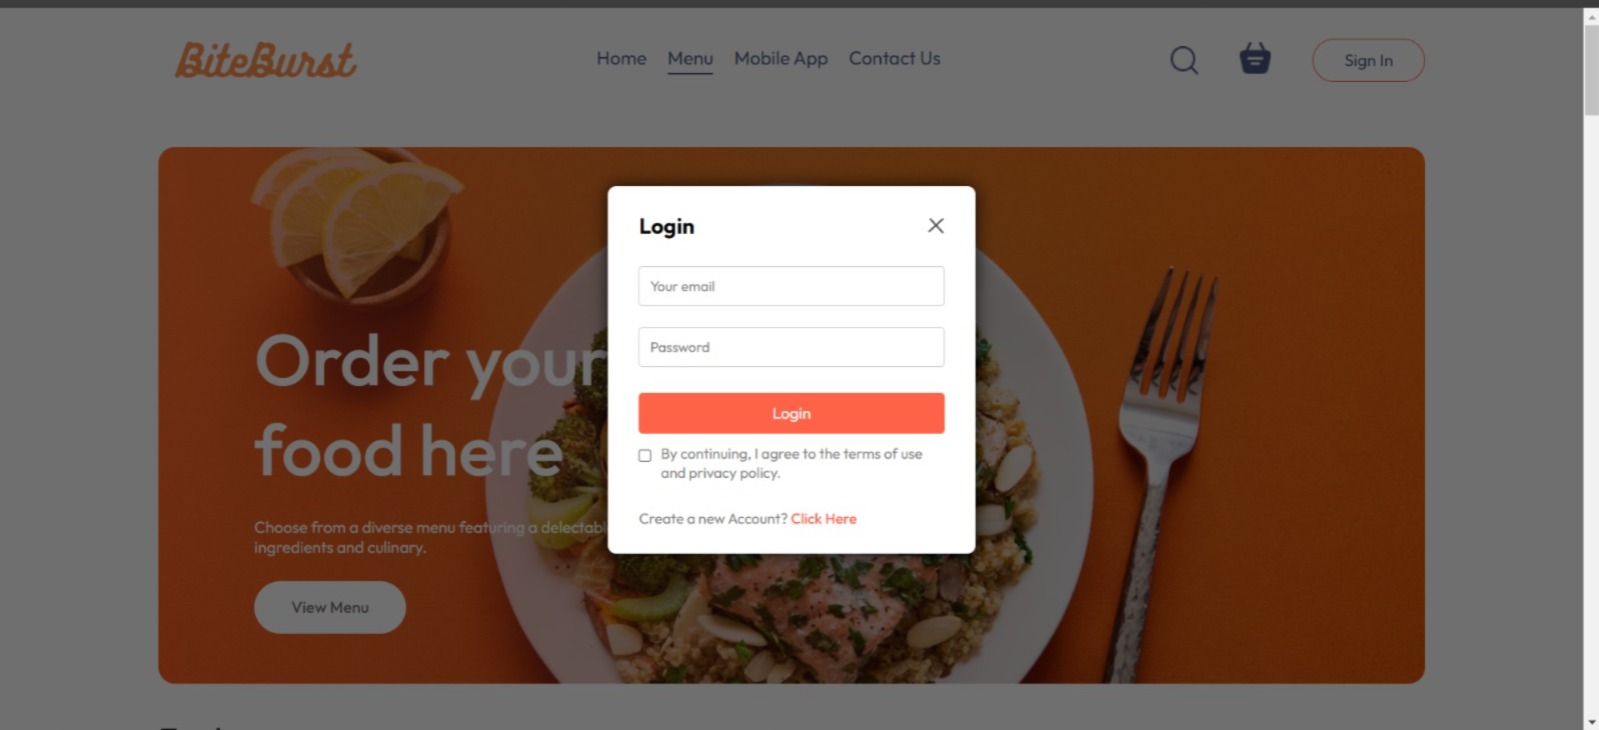 BiteBurst
Home Menu Mobile App Contact Us
Sign In
Login
Your email
Password
Login
By continuing, I agree to the terms of use
and privacy policy.
Create a new Account? Click Here
Order your
food here
Choose from a diverse menu featuring a delectabl
ingredients and culinary.
View Menu